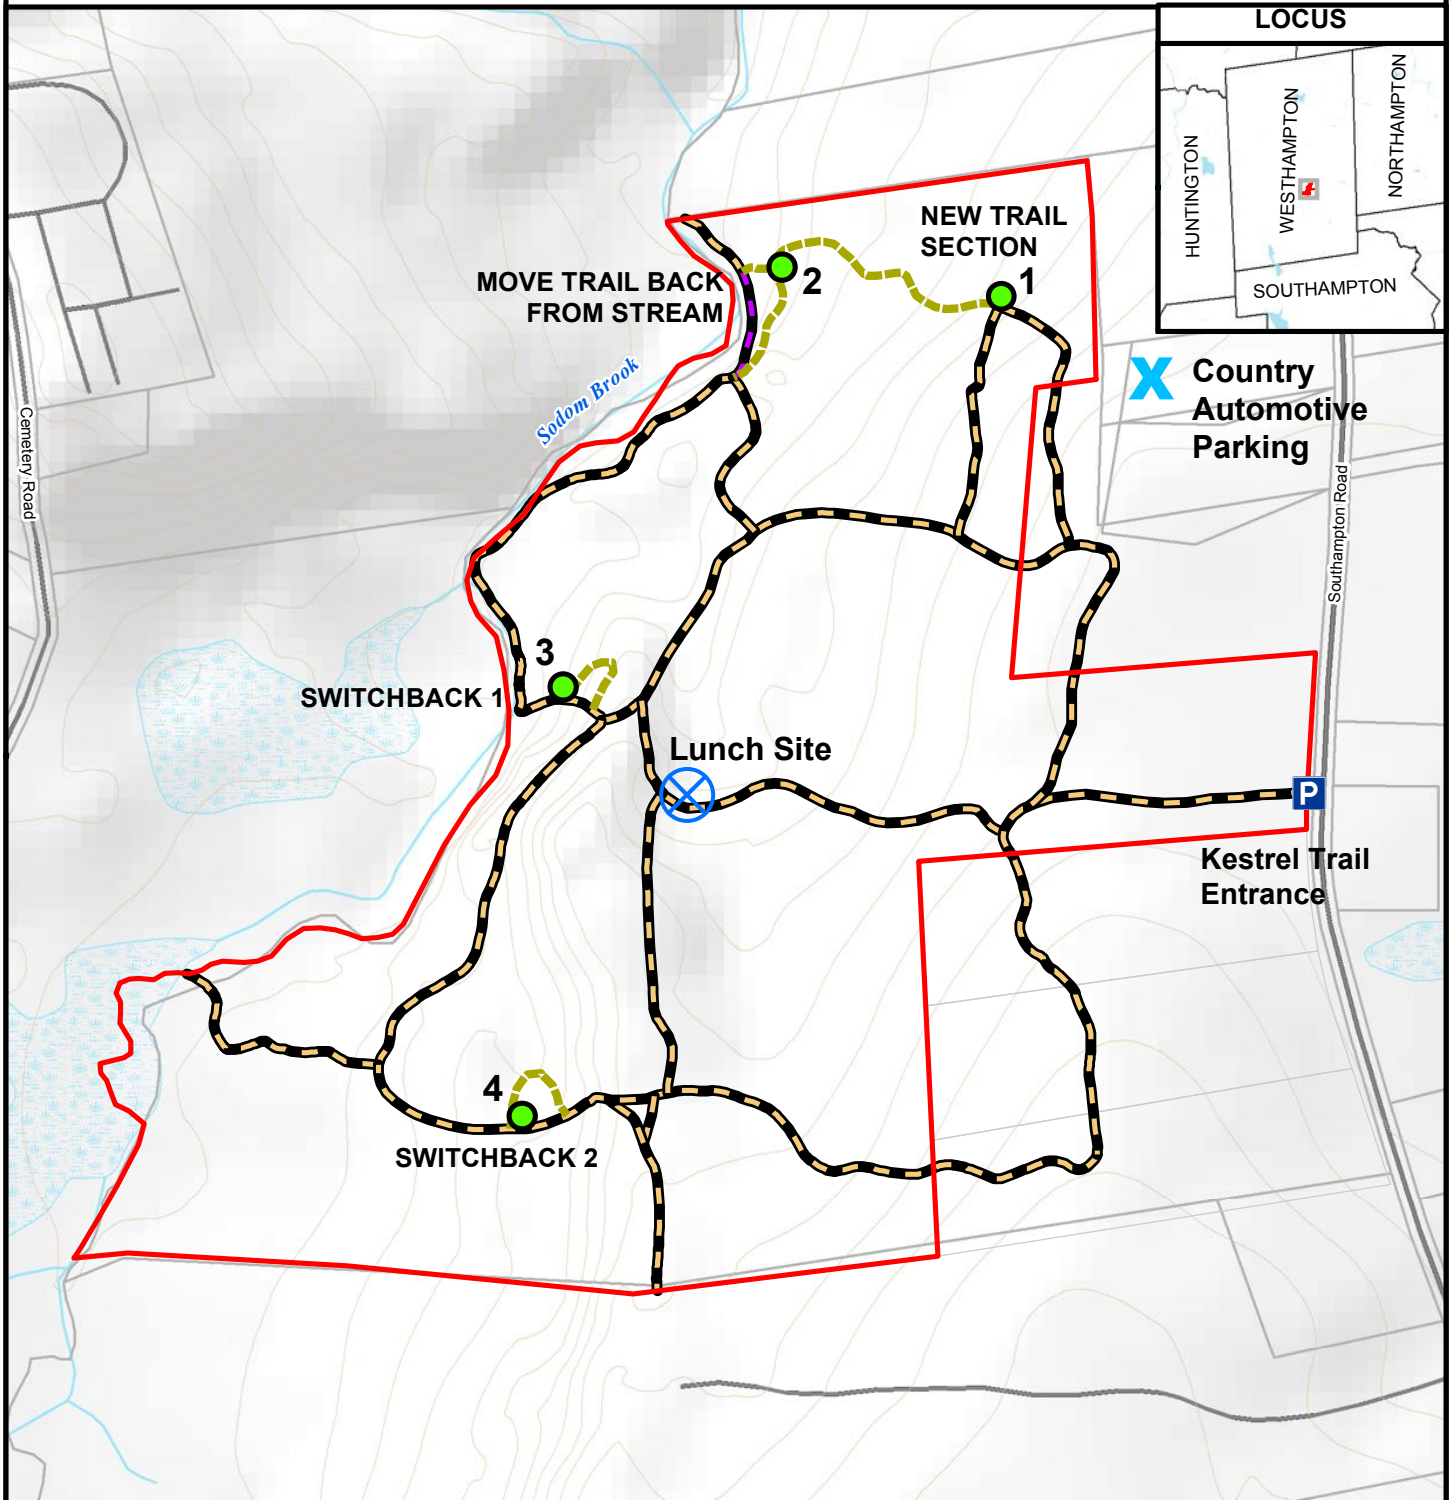 LOCUS
HUNTINGTON
WESTHAMPTON
NORTHAMPTON
SOUTHAMPTON
NEW TRAIL
SECTION
1
2
MOVE TRAIL BACK
FROM STREAM
Sodom Brook
X
Country
Automotive
Parking
Cemetery Road
Southampton Road
3
SWITCHBACK 1
Lunch Site
P
Kestrel Trail
Entrance
4
SWITCHBACK 2